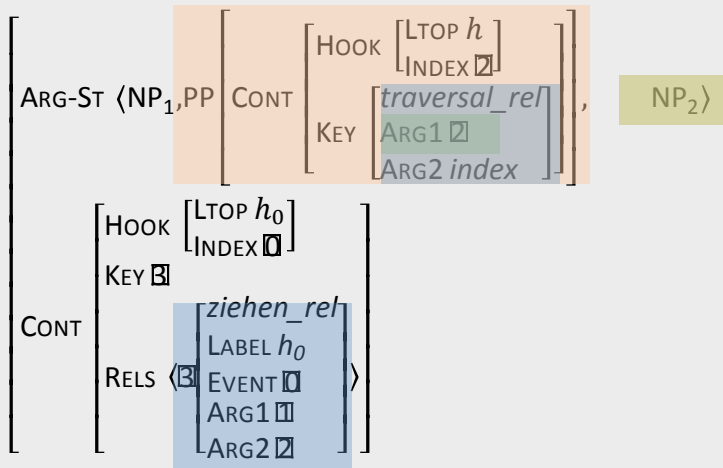 HOOK [LTOP h
INDEX 2]
ARG-ST ⟨NP1,PP [CONT [KEY [traversal_rel
ARG1 2
ARG2 index]]], NP2⟩
HOOK [LTOP h0
INDEX 0]
KEY 3
CONT
RELS ⟨3[ziehen_rel
LABEL h0
EVENT 0
ARG1 1
ARG2 2]⟩